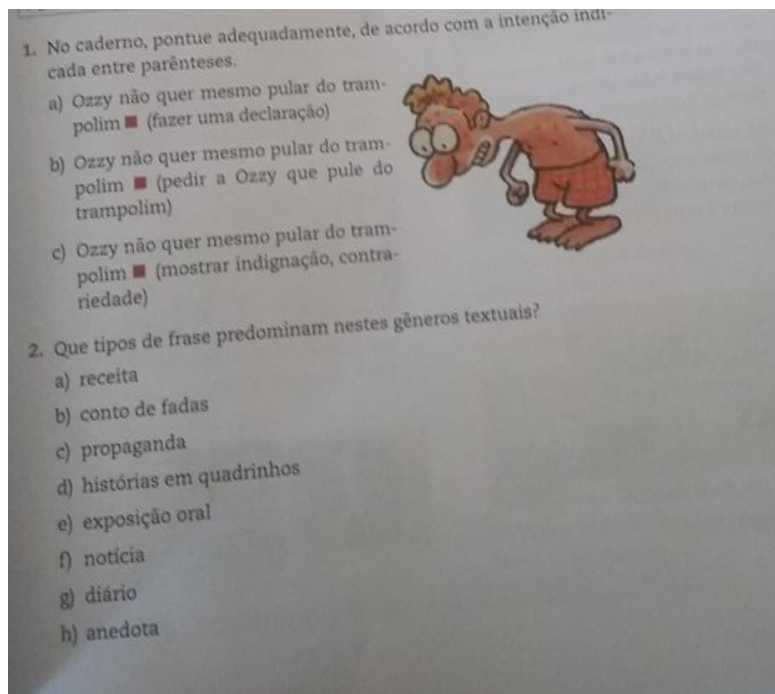 1. No caderno, pontue adequadamente, de acordo com a intenção indi-
cada entre parênteses.
a) Ozzy não quer mesmo pular do tram-
polim ■ (fazer uma declaração)
b) Ozzy não quer mesmo pular do tram-
polim ■ (pedir a Ozzy que pule do
trampolim)
c) Ozzy não quer mesmo pular do tram-
polim ■ (mostrar indignação, contra-
riedade)
2. Que tipos de frase predominam nestes gêneros textuais?
a) receita
b) conto de fadas
c) propaganda
d) histórias em quadrinhos
e) exposição oral
f) notícia
g) diário
h) anedota